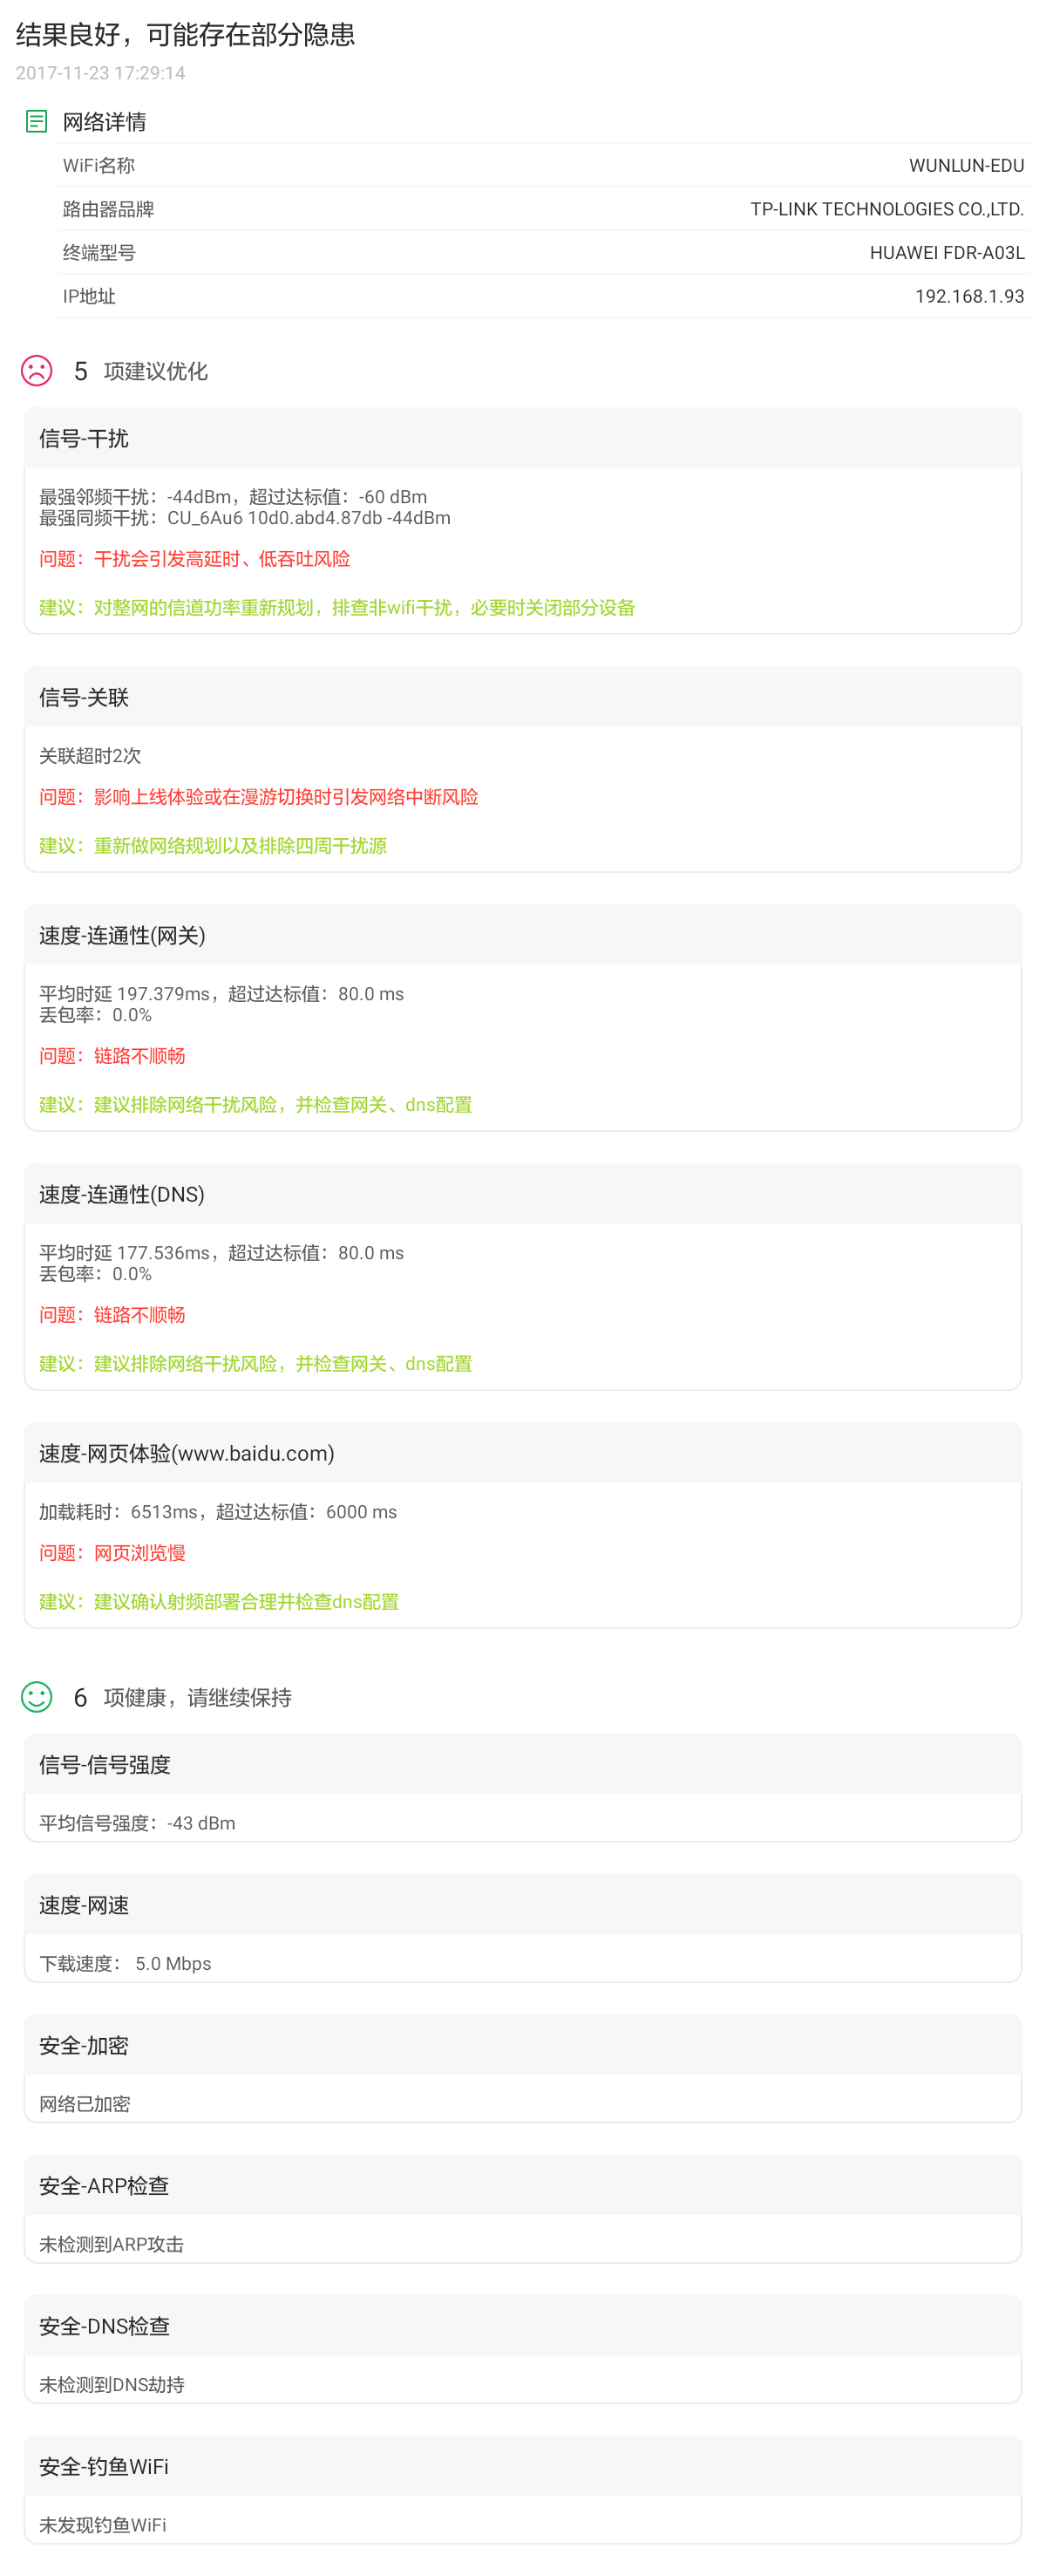 结果良好，可能存在部分隐患
2017-11-23 17:29:14
网络详情
WiFi名称 WUNLUN-EDU
路由器品牌 TP-LINK TECHNOLOGIES CO.,LTD.
终端型号 HUAWEI FDR-A03L
IP地址 192.168.1.93
5 项建议优化
信号-干扰
最强邻频干扰：-44dBm，超过达标值：-60 dBm
最强同频干扰：CU_6Au6 10d0.abd4.87db -44dBm
问题：干扰会引发高延时、低吞吐风险
建议：对整网的信道功率重新规划，排查非wifi干扰，必要时关闭部分设备
信号-关联
关联超时2次
问题：影响上线体验或在漫游切换时引发网络中断风险
建议：重新做网络规划以及排除四周干扰源
速度-连通性(网关)
平均时延 197.379ms，超过达标值：80.0 ms
丢包率：0.0%
问题：链路不顺畅
建议：建议排除网络干扰风险，并检查网关、dns配置
速度-连通性(DNS)
平均时延 177.536ms，超过达标值：80.0 ms
丢包率：0.0%
问题：链路不顺畅
建议：建议排除网络干扰风险，并检查网关、dns配置
速度-网页体验(www.baidu.com)
加载耗时：6513ms，超过达标值：6000 ms
问题：网页浏览慢
建议：建议确认射频部署合理并检查dns配置
6 项健康，请继续保持
信号-信号强度
平均信号强度：-43 dBm
速度-网速
下载速度： 5.0 Mbps
安全-加密
网络已加密
安全-ARP检查
未检测到ARP攻击
安全-DNS检查
未检测到DNS劫持
安全-钓鱼WiFi
未发现钓鱼WiFi